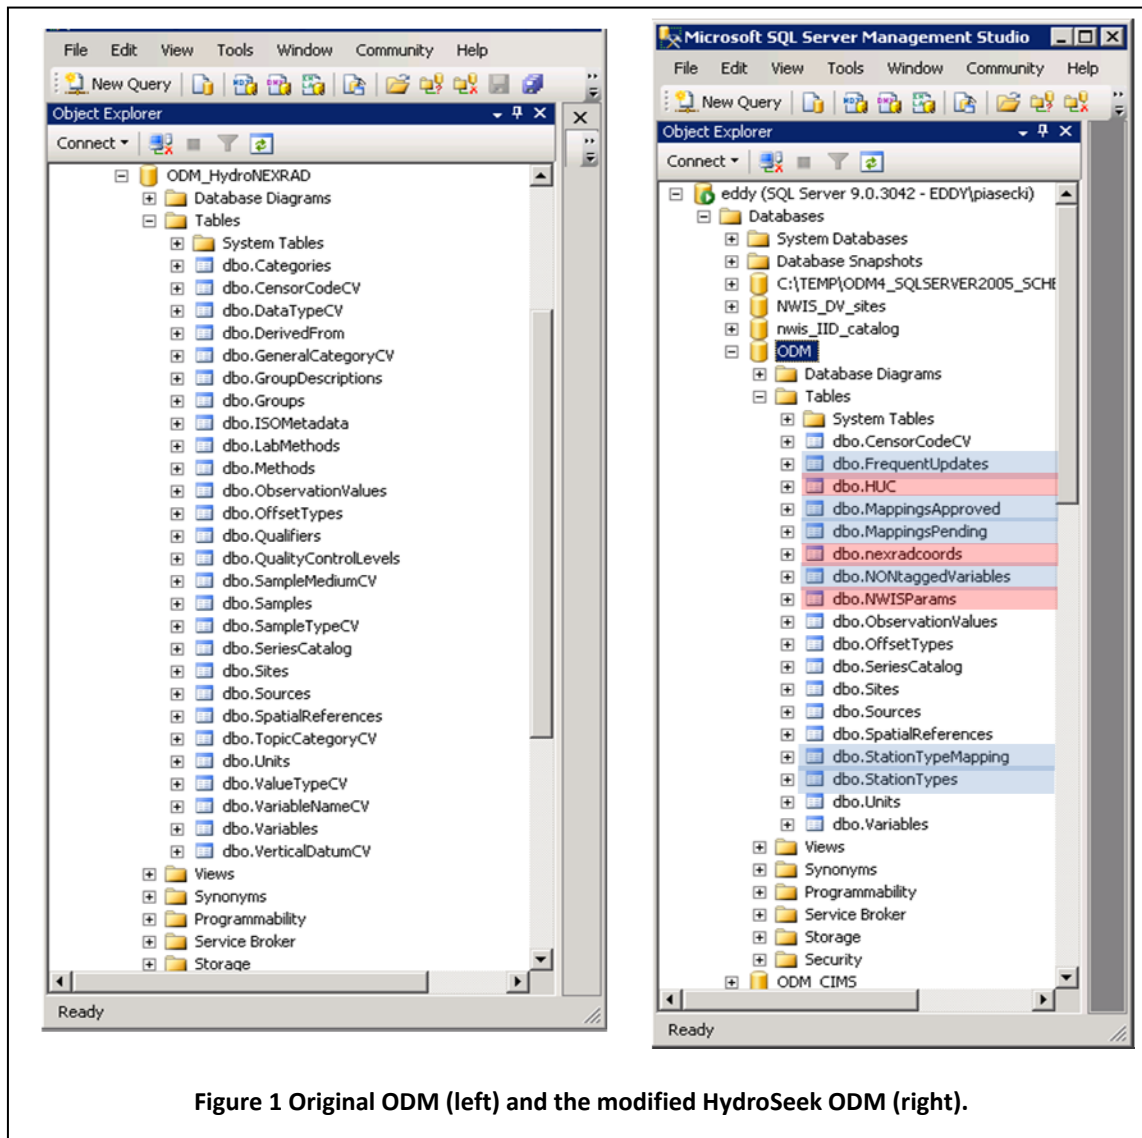 File Edit View Tools Window Community Help
New Query
Object Explorer
Connect
ODM_HydroNEXRAD
Database Diagrams
Tables
System Tables
dbo.Categories
dbo.CensorCodeCV
dbo.DataTypeCV
dbo.DerivedFrom
dbo.GeneralCategoryCV
dbo.GroupDescriptions
dbo.Groups
dbo.ISOMetadata
dbo.LabMethods
dbo.Methods
dbo.ObservationValues
dbo.OffsetTypes
dbo.Qualifiers
dbo.QualityControlLevels
dbo.SampleMediumCV
dbo.Samples
dbo.SampleTypeCV
dbo.SeriesCatalog
dbo.Sites
dbo.Sources
dbo.SpatialReferences
dbo.TopicCategoryCV
dbo.Units
dbo.ValueTypeCV
dbo.VariableNameCV
dbo.Variables
dbo.VerticalDatumCV
Views
Synonyms
Programmability
Service Broker
Storage
Ready
Microsoft SQL Server Management Studio
File Edit View Tools Window Community Help
New Query
Object Explorer
Connect
eddy (SQL Server 9.0.3042 - EDDY\piasecki)
Databases
System Databases
Database Snapshots
C:\TEMP\ODM4_SQLSERVER2005_SCHE
NWIS_DV_sites
nwis_IID_catalog
ODM
Database Diagrams
Tables
System Tables
dbo.CensorCodeCV
dbo.FrequentUpdates
dbo.HUC
dbo.MappingsApproved
dbo.MappingsPending
dbo.nexradcoords
dbo.NONtaggedVariables
dbo.NWISParams
dbo.ObservationValues
dbo.OffsetTypes
dbo.SeriesCatalog
dbo.Sites
dbo.Sources
dbo.SpatialReferences
dbo.StationTypeMapping
dbo.StationTypes
dbo.Units
dbo.Variables
Views
Synonyms
Programmability
Service Broker
Storage
Security
ODM_CIMS
Ready
Figure 1 Original ODM (left) and the modified HydroSeek ODM (right).